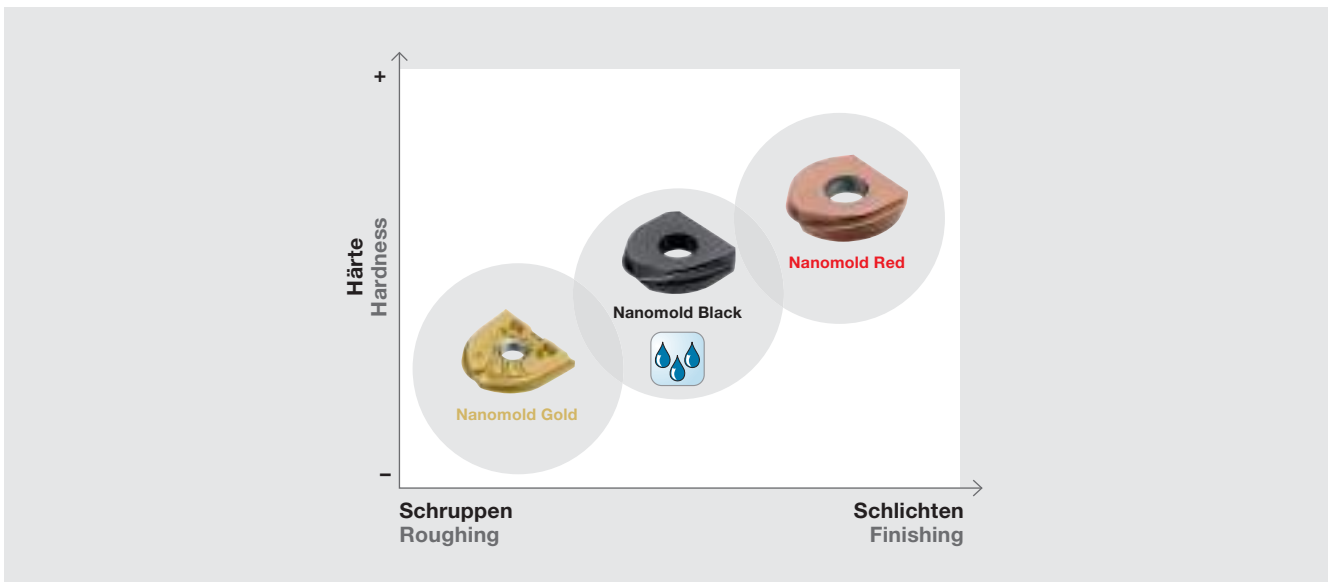 +
Härte
Hardness
Nanomold Red
Nanomold Black
Nanomold Gold
–
Schruppen
Roughing
Schlichten
Finishing